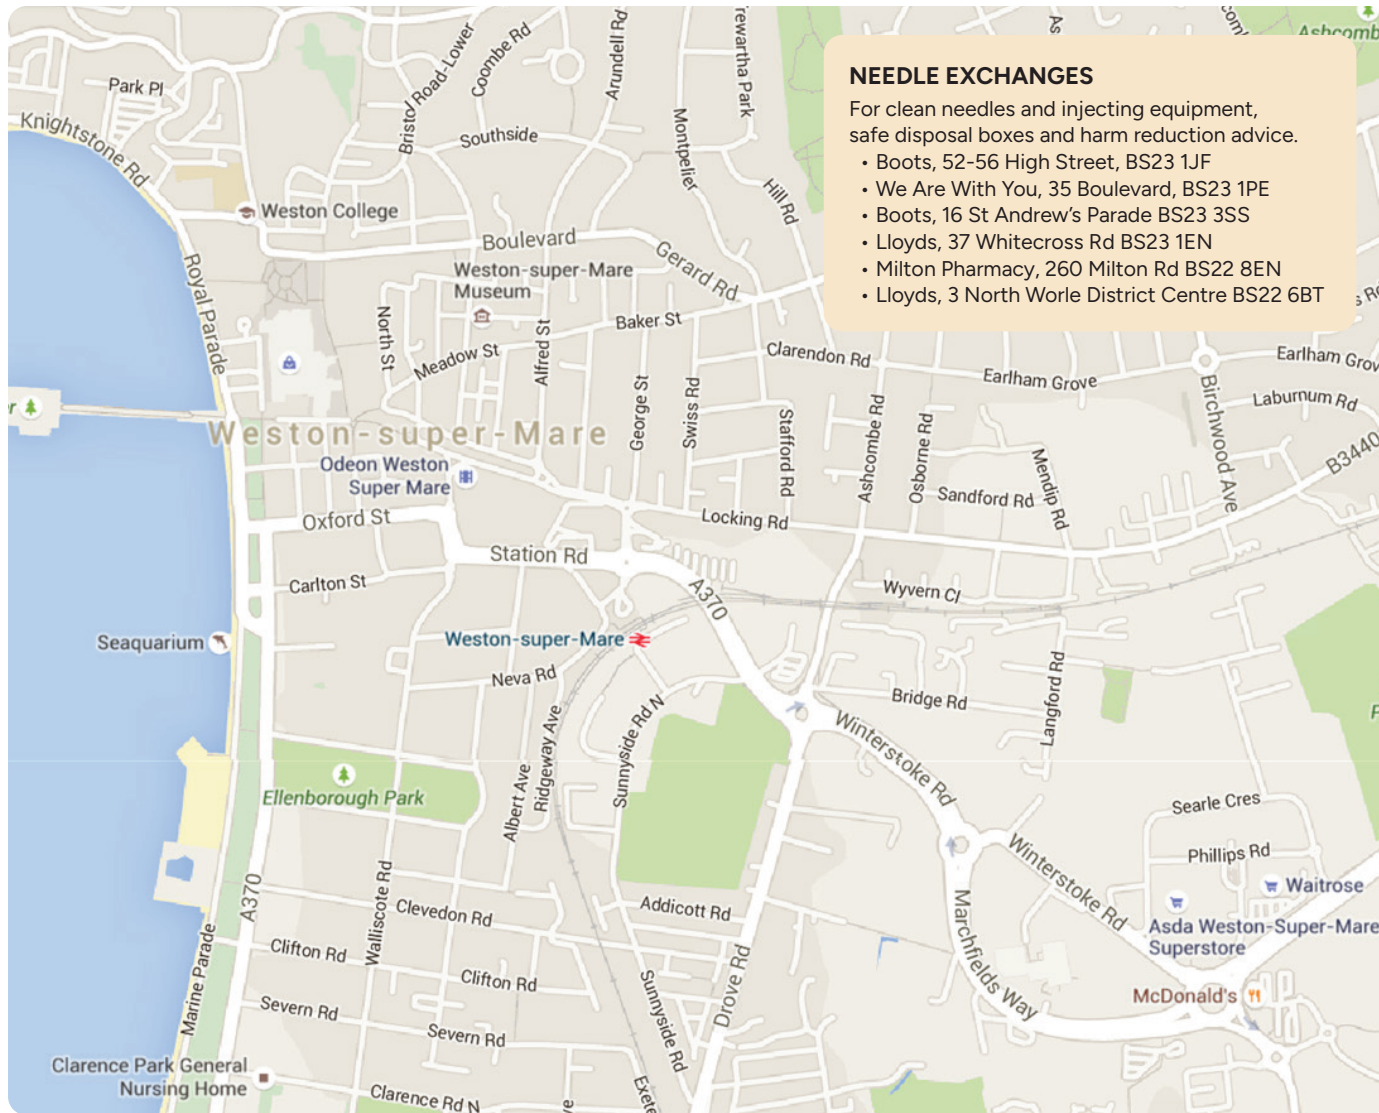 NEEDLE EXCHANGES
For clean needles and injecting equipment,
safe disposal boxes and harm reduction advice.
• Boots, 52-56 High Street, BS23 1JF
• We Are With You, 35 Boulevard, BS23 1PE
• Boots, 16 St Andrew’s Parade BS23 3SS
• Lloyds, 37 Whitecross Rd BS23 1EN
• Milton Pharmacy, 260 Milton Rd BS22 8EN
• Lloyds, 3 North Worle District Centre BS22 6BT
Park Pl
Knightstone Rd
Bristol Road-Lower
Coombe Rd
Arundell Rd
Southside
Montpelier
rewartha Park
Hill Rd
As
Ashcomb
Weston College
Boulevard
Gerard Rd
Weston-super-Mare
Museum
Royal Parade
North St
Meadow St
Alfred St
Baker St
George St
Swiss Rd
Clarendon Rd
Stafford Rd
Ashcombe Rd
Osborne Rd
Earlham Grove
Earlham Grov
Birchwood Ave
Laburnum Rd
B3440
Mendip Rd
Sandford Rd
Weston-super-Mare
Odeon Weston
Super Mare
Oxford St
Locking Rd
Station Rd
Carlton St
A370
Wyvern Cl
Seaquarium
Weston-super-Mare
Neva Rd
Sunnyside Rd N
Bridge Rd
Langford Rd
Winterstoke Rd
Ridgeway Ave
Albert Ave
Ellenborough Park
Searle Cres
Phillips Rd
Winterstoke Rd
Waitrose
Asda Weston-Super-Mare
Superstore
Marchfields Way
McDonald's
A370
Walliscote Rd
Clevedon Rd
Addicott Rd
Clifton Rd
Clifton Rd
Marine Parade
Severn Rd
Severn Rd
Sunnyside Rd
Drove Rd
Clarence Park General
Nursing Home
Clarence Rd N
Exete